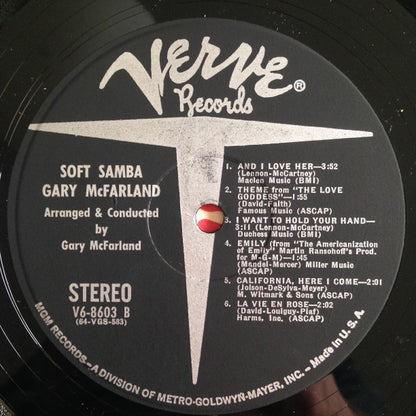 Verve®
Records
SOFT SAMBA
GARY McFARLAND
Arranged & Conducted
by
Gary McFarland
STEREO
V6-8603 B
(64-VGS-583)
1. AND I LOVE HER—3:52
(Lennon-McCartney)
Maclen Music (BMI)
2. THEME from "THE LOVE
GODDESS"—1:55
(David-Faith)
Famous Music (ASCAP)
3. I WANT TO HOLD YOUR HAND—
3:11 (Lennon-McCartney)
Duchess Music (BMI)
4. EMILY (from "The Americanization
of Emily" Martin Ransohoff's Prod.
for M-G-M)—1:45
(Mandel-Mercer) Miller Music
(ASCAP)
5. CALIFORNIA, HERE I COME—2:01
(Jolson-DeSylva-Meyer)
M. Witmark & Sons (ASCAP)
6. LA VIE EN ROSE—2:02
(David-Louiguy-Piaf)
Harms, Inc. (ASCAP)
MGM RECORDS—A DIVISION OF METRO-GOLDWYN-MAYER, INC.—Made in U.S.A.